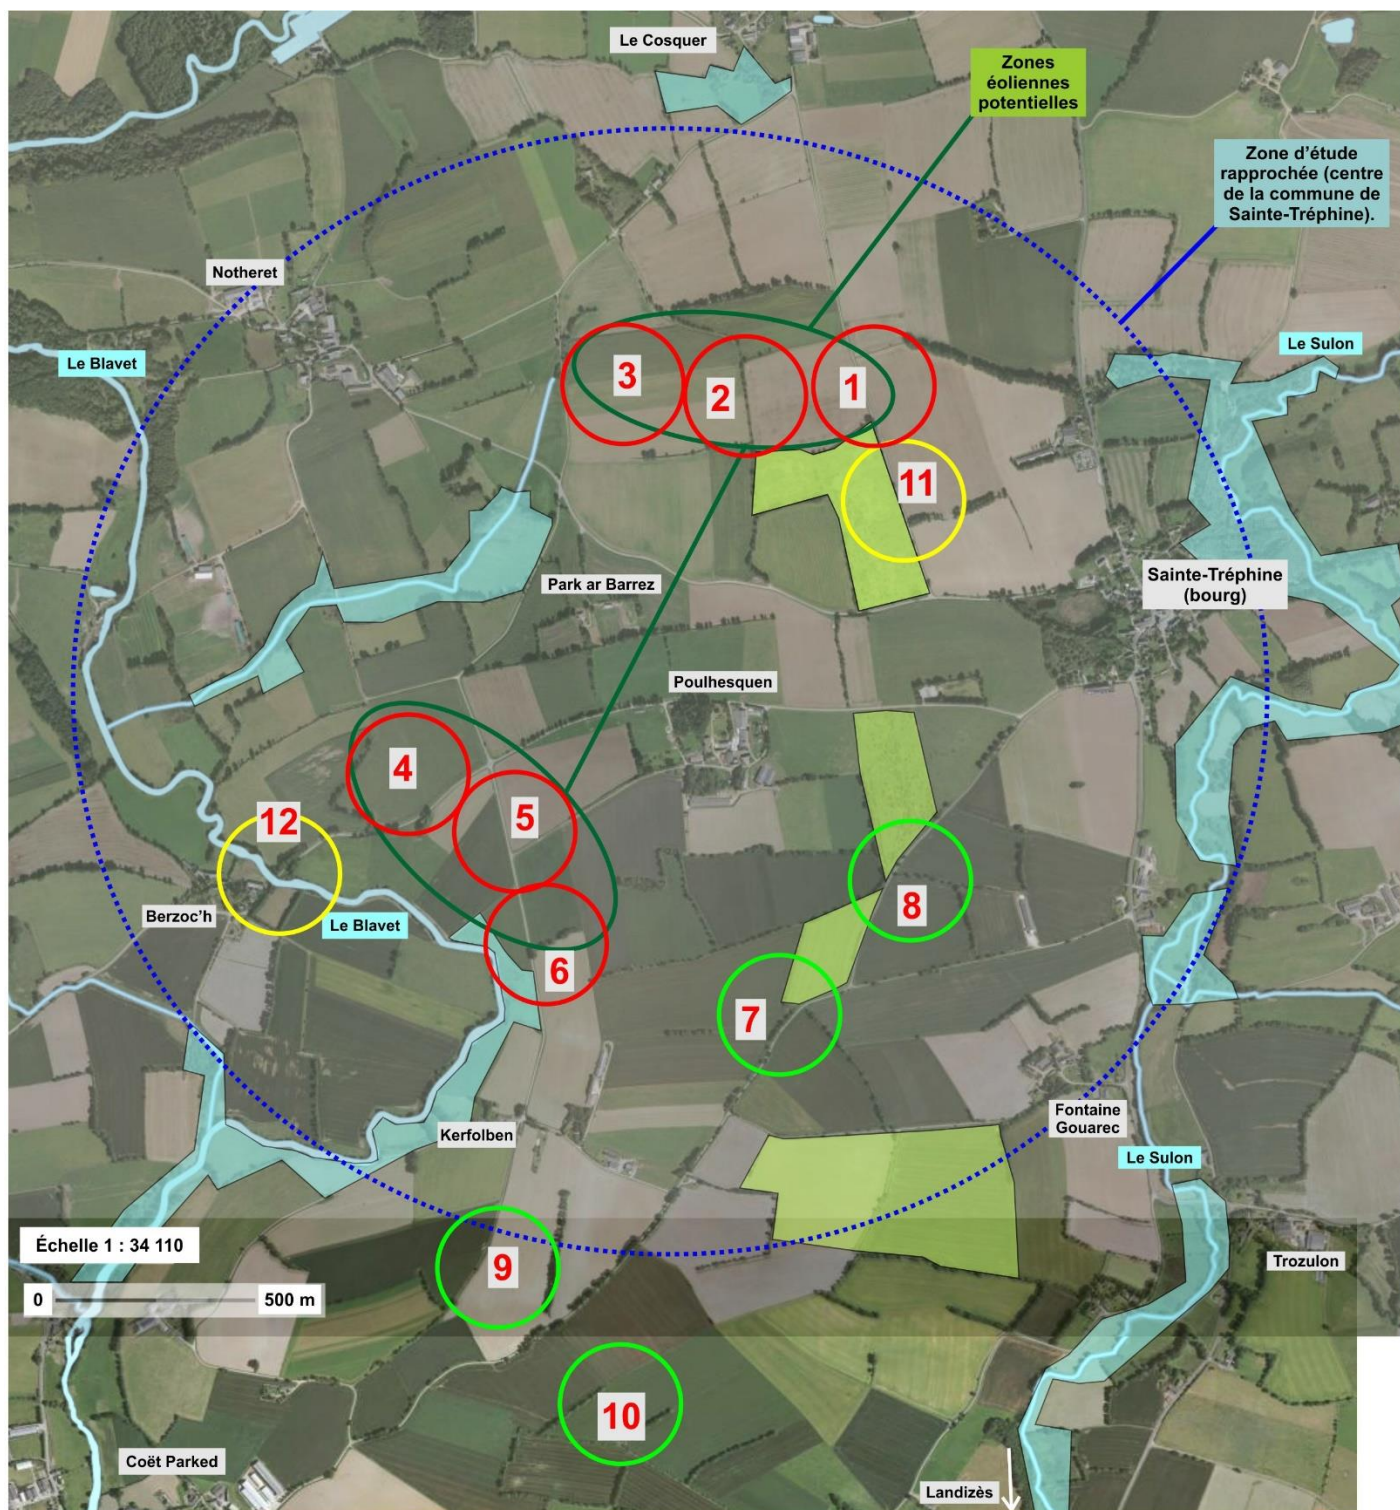 Le Cosquer
Zones
éoliennes
potentielles
Zone d'étude
rapprochée (centre
de la commune de
Sainte-Tréphine).
Notheret
Le Blavet
Le Sulon
3
2
1
11
Park ar Barrez
Sainte-Tréphine
(bourg)
Poulhesquen
4
5
12
8
Berzoc'h
Le Blavet
6
7
Fontaine
Gouarec
Kerfolben
Le Sulon
Échelle 1 : 34 110
9
Trozulon
0
500 m
10
Coët Parked
Landizès